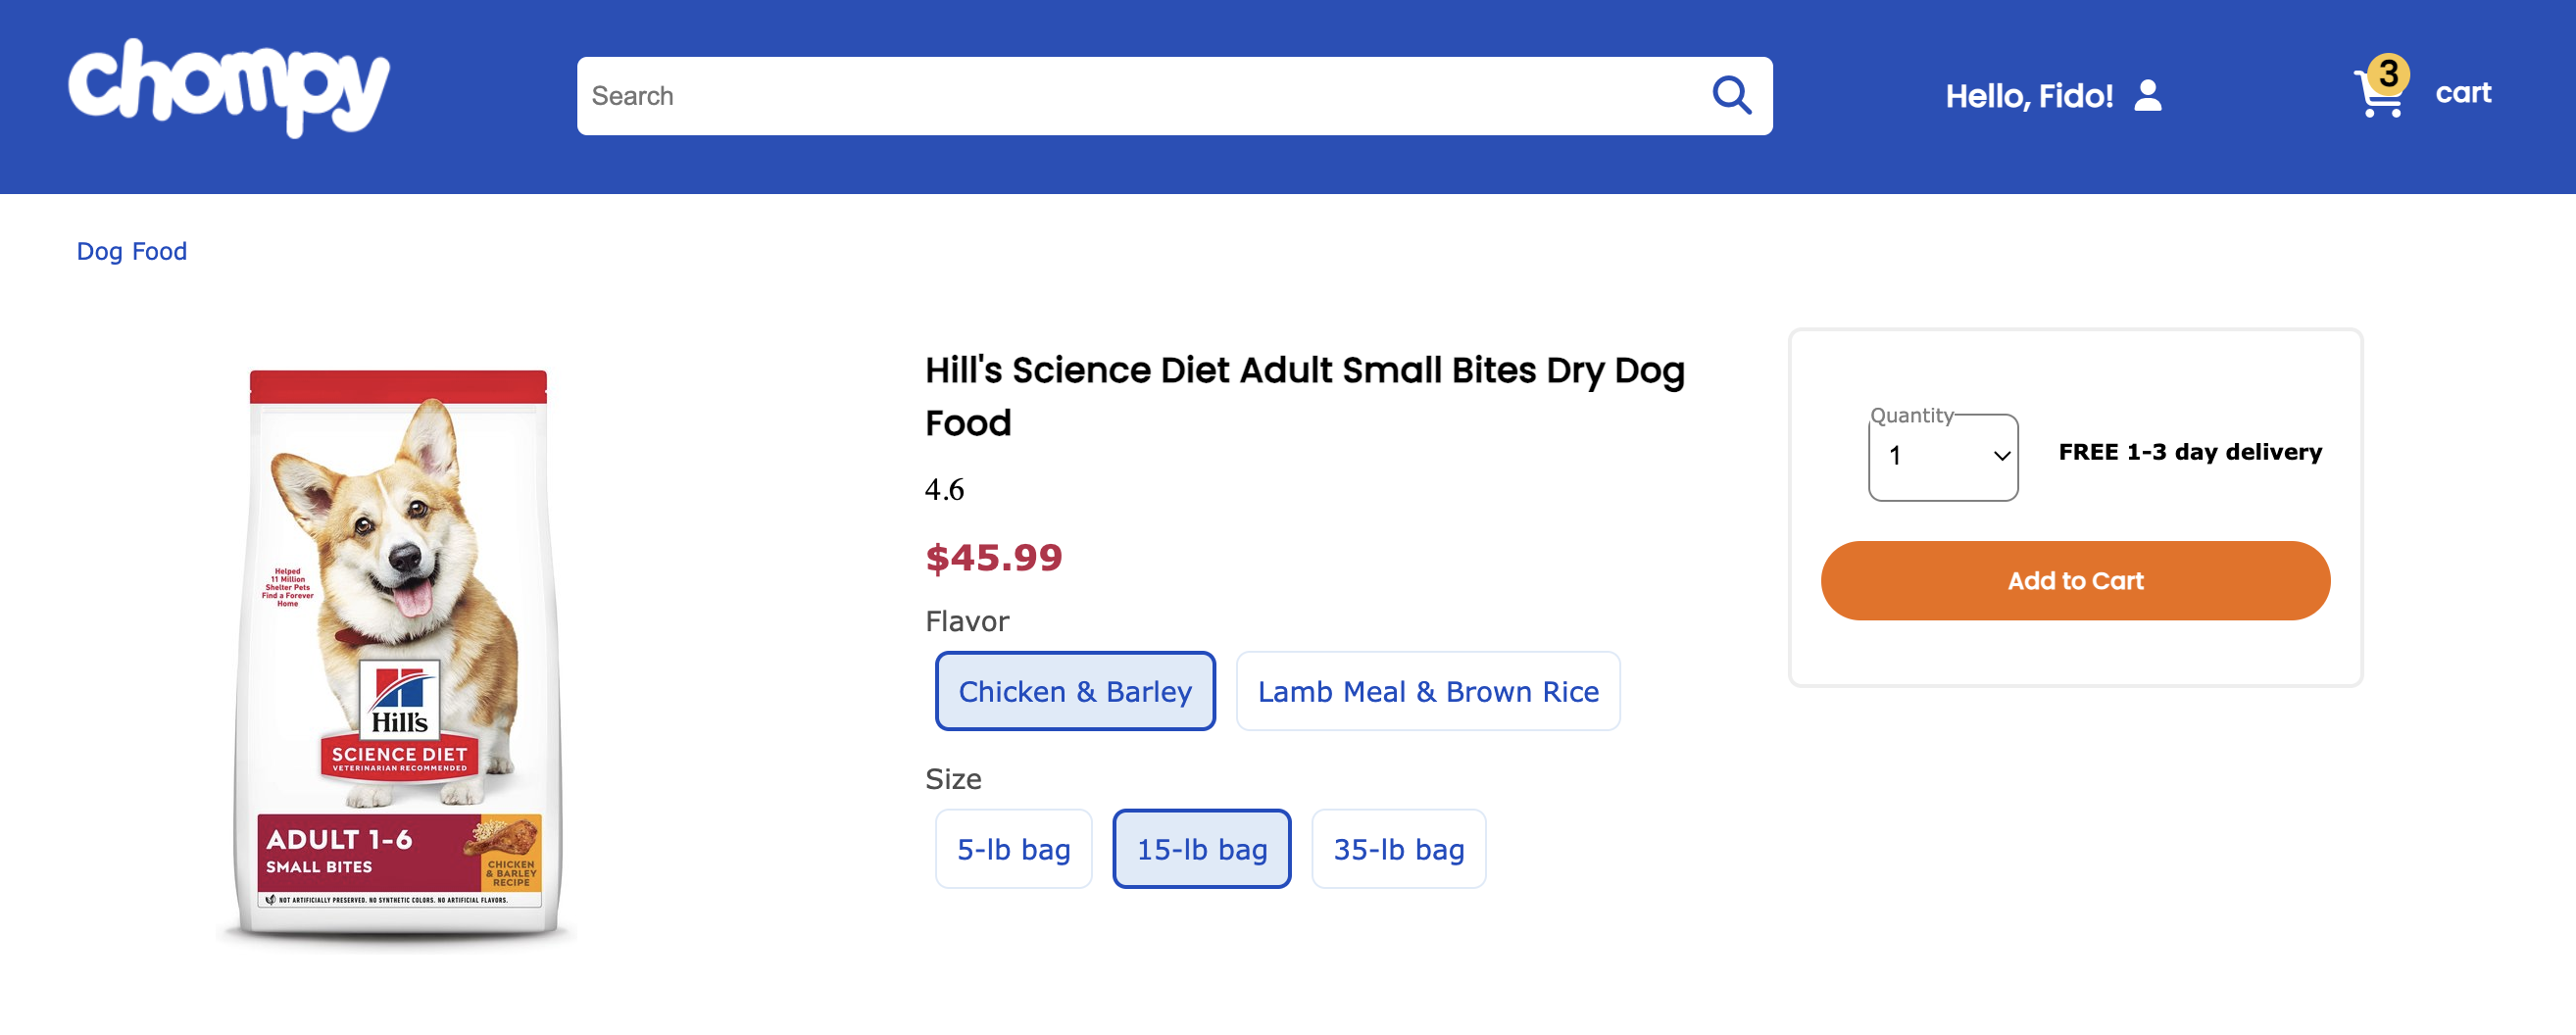 chompy
Search
Hello, Fido!
3
cart
Dog Food
Hill's Science Diet Adult Small Bites Dry Dog
Food
4.6
$45.99
Flavor
Chicken & Barley
Lamb Meal & Brown Rice
Size
5-lb bag
15-lb bag
35-lb bag
Quantity
1
FREE 1-3 day delivery
Add to Cart
Helped
11 Million
Shelter Pets
Find a Forever
Home
Hill's
SCIENCE DIET
VETERINARIAN RECOMMENDED
ADULT 1-6
SMALL BITES
CHICKEN
& BARLEY
RECIPE
NOT ARTIFICIALLY PRESERVED. NO SYNTHETIC COLORS. NO ARTIFICIAL FLAVORS.